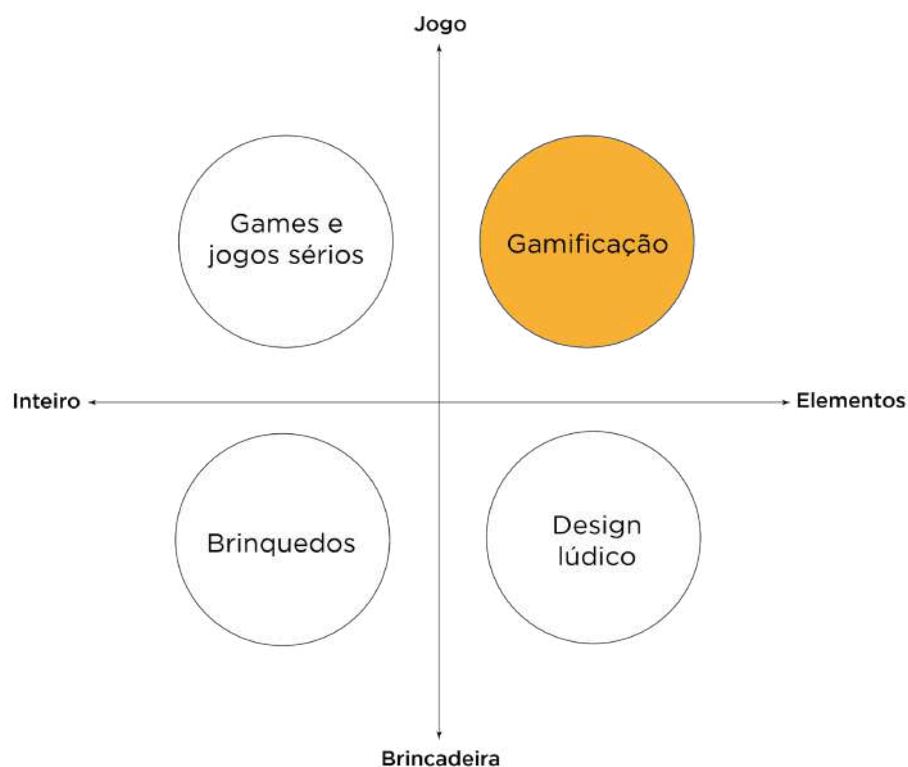 Jogo
Games e
jogos sérios
Gamificação
Inteiro
Elementos
Brinquedos
Design
lúdico
Brincadeira